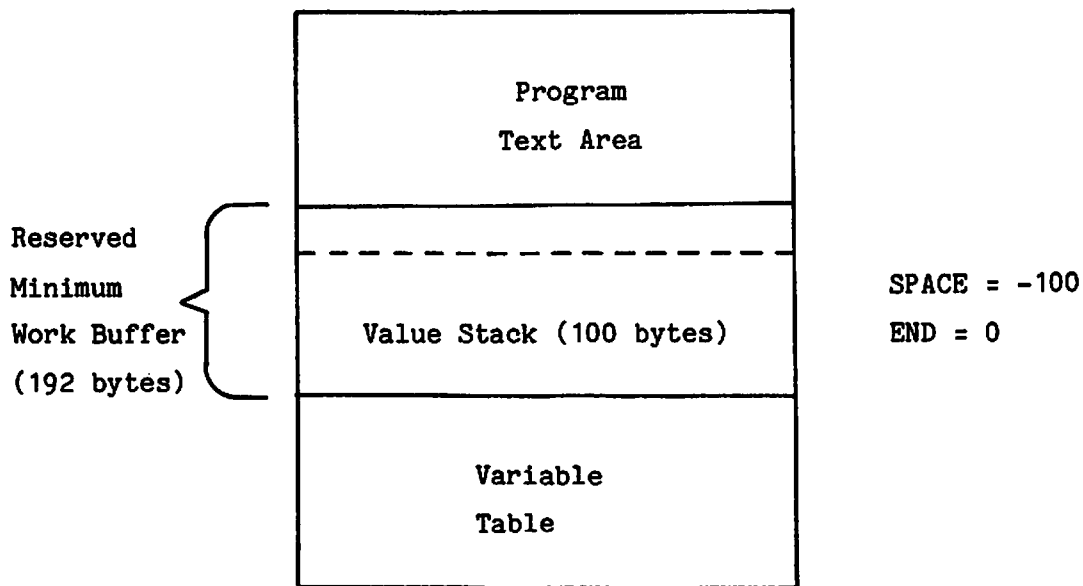 Program
Text Area
Reserved
Minimum
Work Buffer
(192 bytes)
Value Stack (100 bytes)
SPACE = -100
END = 0
Variable
Table